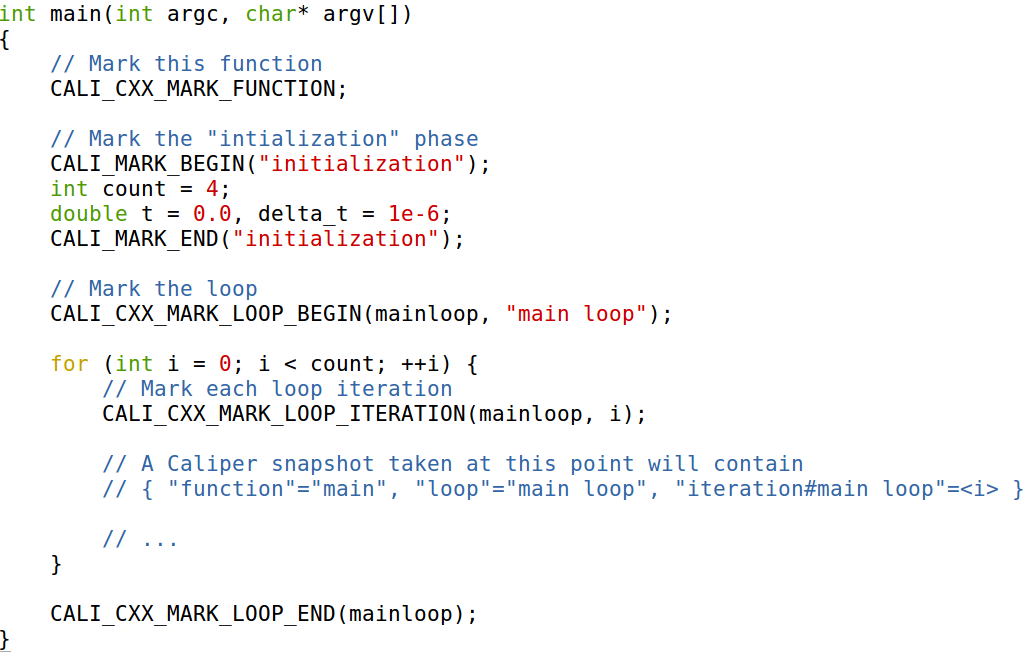 int main(int argc, char* argv[])
{
    // Mark this function
    CALI_CXX_MARK_FUNCTION;

    // Mark the "intialization" phase
    CALI_MARK_BEGIN("initialization");
    int count = 4;
    double t = 0.0, delta_t = 1e-6;
    CALI_MARK_END("initialization");

    // Mark the loop
    CALI_CXX_MARK_LOOP_BEGIN(mainloop, "main loop");

    for (int i = 0; i < count; ++i) {
        // Mark each loop iteration
        CALI_CXX_MARK_LOOP_ITERATION(mainloop, i);

        // A Caliper snapshot taken at this point will contain
        // { "function"="main", "loop"="main loop", "iteration#main loop"=<i> }

        // ...
    }

    CALI_CXX_MARK_LOOP_END(mainloop);
}